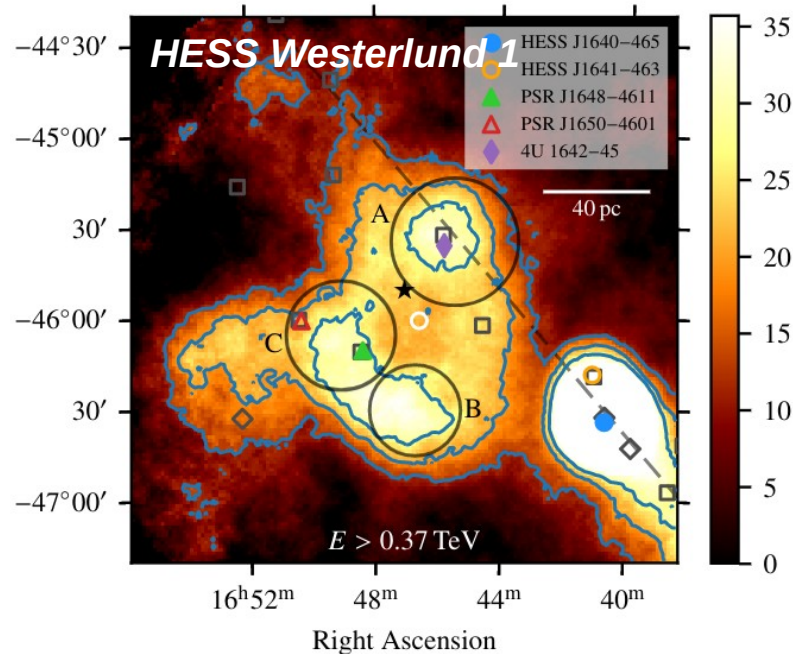 HESS Westerlund 1
HESS J1640−465
HESS J1641−463
PSR J1648−4611
PSR J1650−4601
4U 1642−45
40 pc
A
C
B
E > 0.37 TeV
−44°30′
−45°00′
30′
−46°00′
30′
−47°00′
16ʰ52ᵐ
48ᵐ
44ᵐ
40ᵐ
Right Ascension
35
30
25
20
15
10
5
0